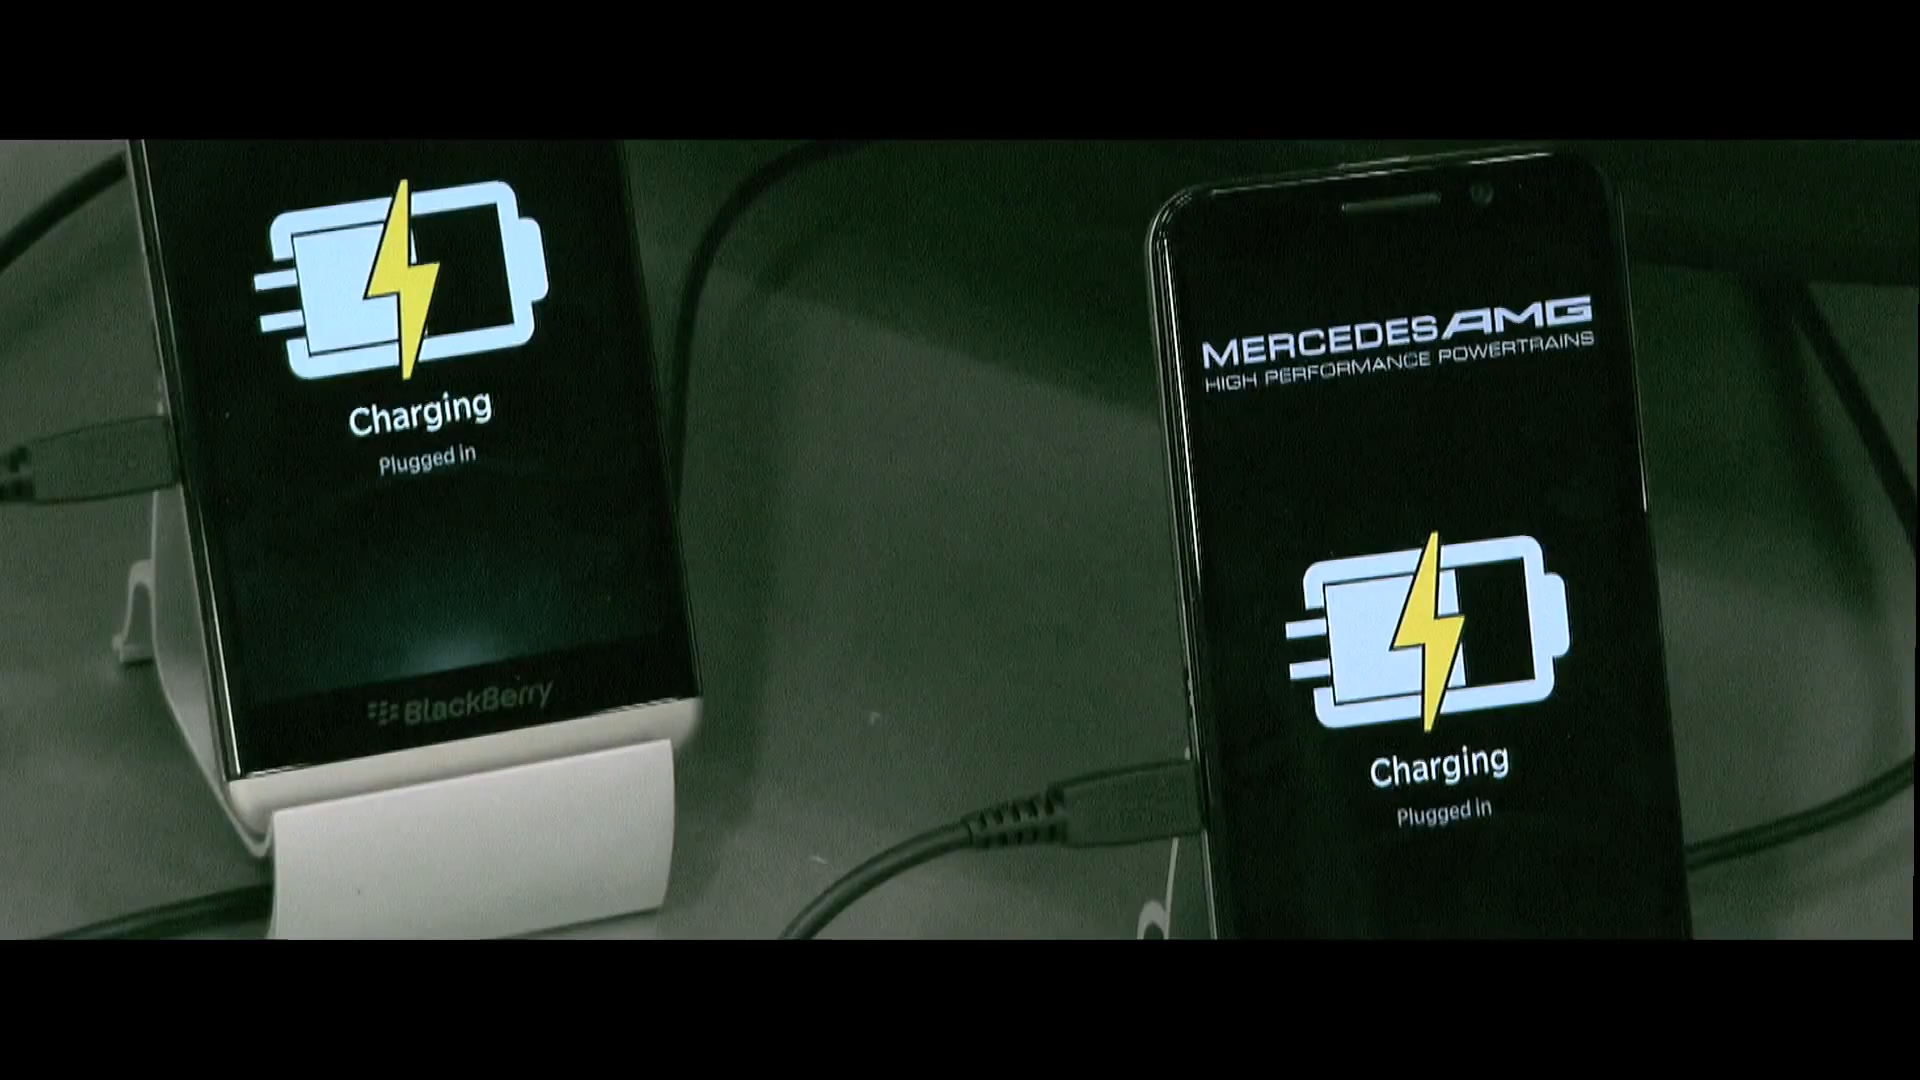 Charging
Plugged in
BlackBerry
MERCEDES AMG
HIGH PERFORMANCE POWERTRAINS
Charging
Plugged in